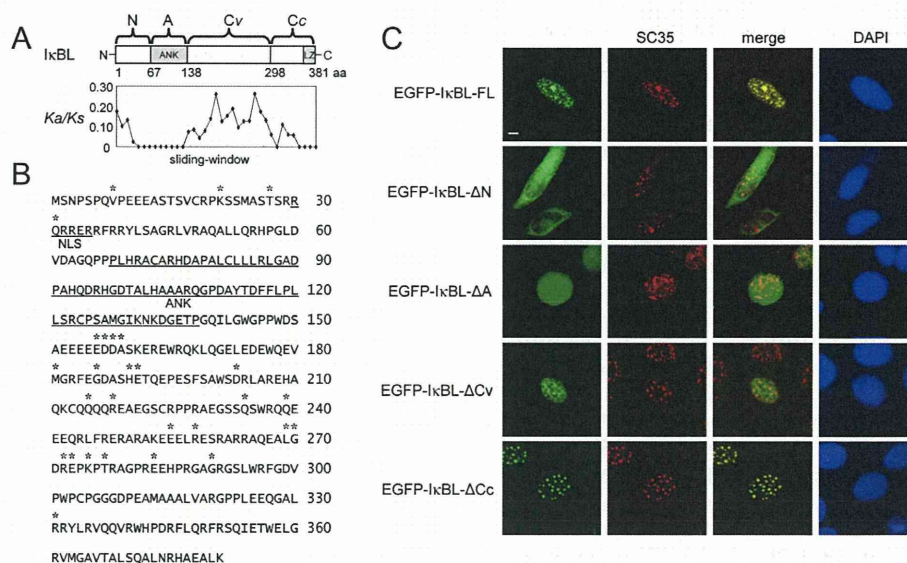 A
N A Cv Cc
IκBL N ANK LZ C
1 67 138 298 381 aa
0.30
0.20
Ka/Ks
0.10
0
sliding-window
B
* * *
MSNPSPQVPEEEASTSVCRPKSSMASTSRR 30
*
QRRERRFRRYLSAGRLVRAQALLQRHPGLD 60
NLS
VDAGQPPPLHRACARHDAPALCLLLRLGAD 90
PAHQDRHGDTALHAAARQGPDAYTDFFLPL 120
ANK
LSRCPSAMGIKNKDGETPGQILGWGPPWDS 150
****
AEEEEEDDASKEREWRQKLQGELEDEWQEV 180
* * ** *
MGRFEGDASHETQEPESFSAWSDRLAREHA 210
* * * *
QKCQQQQREAEGSCRPPRAEGSSQSWRQQE 240
* * **
EEQRLFRERARAKEEELRESRARRAQEALG 270
** * * * *
DREPKPTRAGPREEHPRGAGRGSLWRFGDV 300
PWPCPGGGDPEAMAAALVARGPPLEEQGAL 330
*
RRYLRVQQVRWHPDRFLQRFRSQIETWELG 360
RVMGAVTALSQALNRHAEALK
C
SC35 merge DAPI
EGFP-IκBL-FL
EGFP-IκBL-ΔN
EGFP-IκBL-ΔA
EGFP-IκBL-ΔCv
EGFP-IκBL-ΔCc